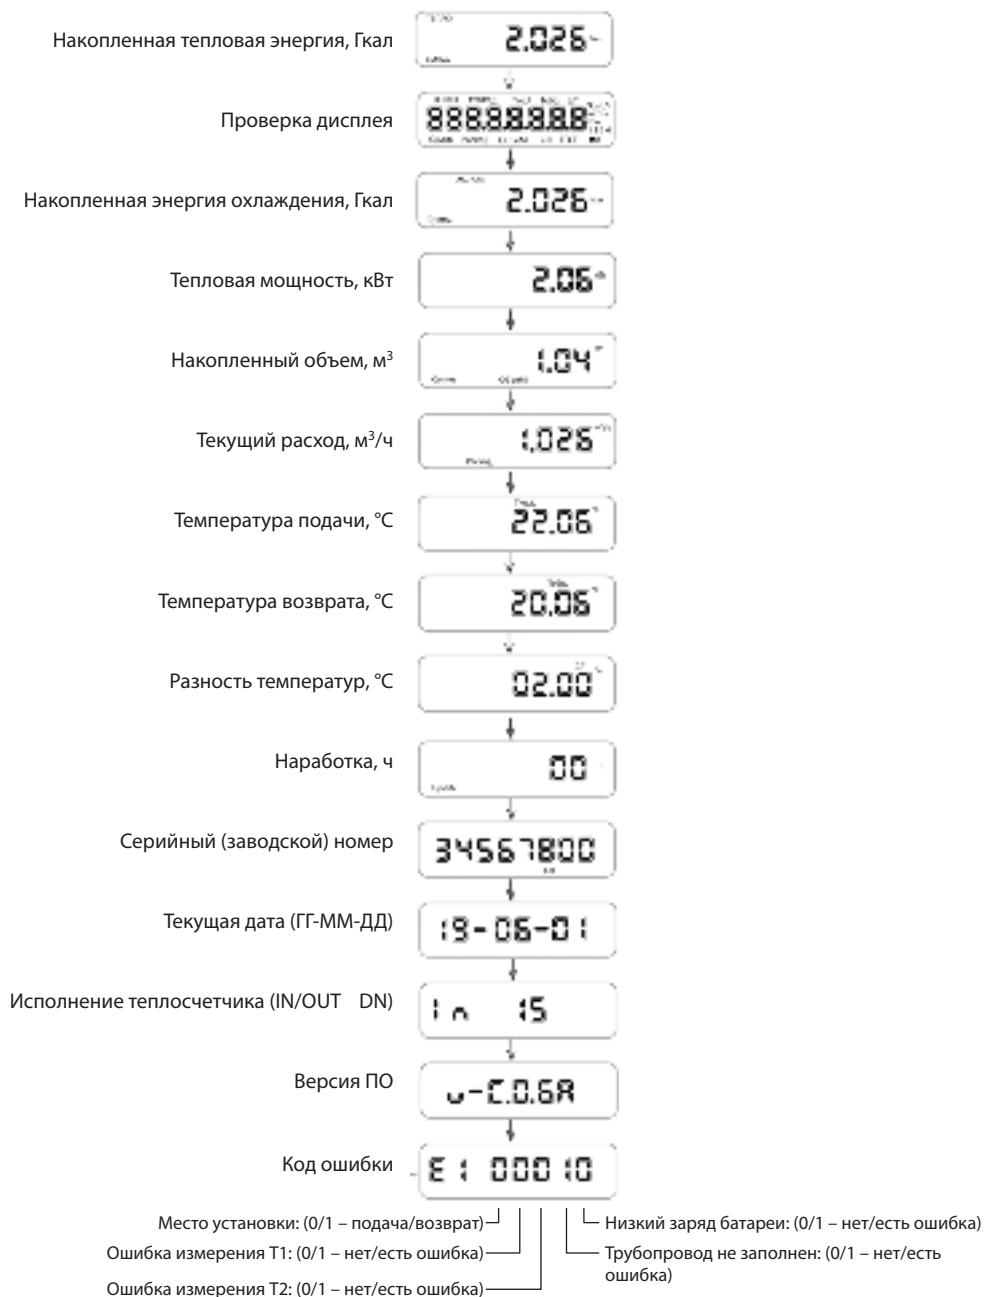 Накопленная тепловая энергия, Гкал
2.026
Проверка дисплея
888.8.8.8.8.8
Накопленная энергия охлаждения, Гкал
2.026
Тепловая мощность, кВт
2.06
Накопленный объем, м³
1.04
Текущий расход, м³/ч
1.026
Температура подачи, °C
22.06
Температура возврата, °C
20.06
Разность температур, °C
02.00
Наработка, ч
00
Серийный (заводской) номер
34567800
Текущая дата (ГГ-ММ-ДД)
19-06-01
Исполнение теплосчетчика (IN/OUT DN)
In 15
Версия ПО
Код ошибки
E1 00010
Место установки: (0/1 – подача/возврат)
Низкий заряд батареи: (0/1 – нет/есть ошибка)
Ошибка измерения T1: (0/1 – нет/есть ошибка)
Трубопровод не заполнен: (0/1 – нет/есть
ошибка)
Ошибка измерения T2: (0/1 – нет/есть ошибка)